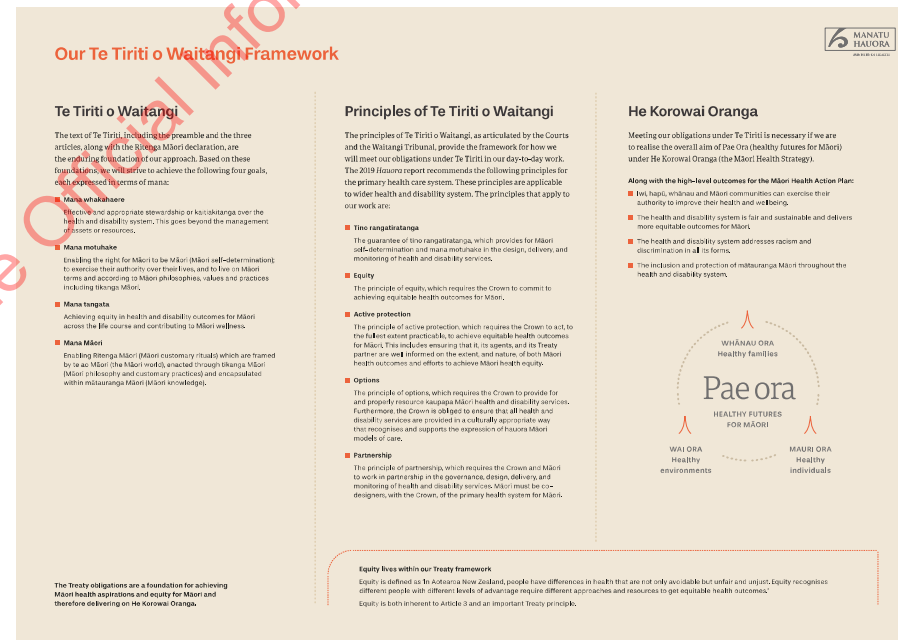 Our Te Tiriti o Waitangi Framework
MANATŪ
HAUORA
e Official Info
Te Tiriti o Waitangi
The text of Te Tiriti, including the preamble and the three
articles, along with the Ritenga Māori declaration, are
the enduring foundation of our approach. Based on these
foundations, we will strive to achieve the following four goals,
each expressed in terms of mana:
Mana whakahaere
Effective and appropriate stewardship or kaitiakitanga over the
health and disability system. This goes beyond the management
of assets or resources.
Mana motuhake
Enabling the right for Māori to be Māori (Māori self-determination);
to exercise their authority over their lives, and to live on Māori
terms and according to Māori philosophies, values and practices
including tikanga Māori.
Mana tangata
Achieving equity in health and disability outcomes for Māori
across the life course and contributing to Māori wellness.
Mana Māori
Enabling Ritenga Māori (Māori customary rituals) which are framed
by te ao Māori (the Māori world), enacted through tikanga Māori
(Māori philosophy and customary practices) and encapsulated
within mātauranga Māori (Māori knowledge).
The Treaty obligations are a foundation for achieving
Māori health aspirations and equity for Māori and
therefore delivering on He Korowai Oranga.
Principles of Te Tiriti o Waitangi
The principles of Te Tiriti o Waitangi, as articulated by the Courts
and the Waitangi Tribunal, provide the framework for how we
will meet our obligations under Te Tiriti in our day-to-day work.
The 2019 Hauora report recommends the following principles for
the primary health care system. These principles are applicable
to wider health and disability system. The principles that apply to
our work are:
Tino rangatiratanga
The guarantee of tino rangatiratanga, which provides for Māori
self-determination and mana motuhake in the design, delivery, and
monitoring of health and disability services.
Equity
The principle of equity, which requires the Crown to commit to
achieving equitable health outcomes for Māori.
Active protection
The principle of active protection, which requires the Crown to act, to
the fullest extent practicable, to achieve equitable health outcomes
for Māori. This includes ensuring that it, its agents, and its Treaty
partner are well informed on the extent, and nature, of both Māori
health outcomes and efforts to achieve Māori health equity.
Options
The principle of options, which requires the Crown to provide for
and properly resource kaupapa Māori health and disability services.
Furthermore, the Crown is obliged to ensure that all health and
disability services are provided in a culturally appropriate way
that recognises and supports the expression of hauora Māori
models of care.
Partnership
The principle of partnership, which requires the Crown and Māori
to work in partnership in the governance, design, delivery, and
monitoring of health and disability services. Māori must be co-
designers, with the Crown, of the primary health system for Māori.
He Korowai Oranga
Meeting our obligations under Te Tiriti is necessary if we are
to realise the overall aim of Pae Ora (healthy futures for Māori)
under He Korowai Oranga (the Māori Health Strategy).
Along with the high-level outcomes for the Māori Health Action Plan:
Iwi, hapū, whānau and Māori communities can exercise their
authority to improve their health and wellbeing.
The health and disability system is fair and sustainable and delivers
more equitable outcomes for Māori.
The health and disability system addresses racism and
discrimination in all its forms.
The inclusion and protection of mātauranga Māori throughout the
health and disability system.
WHĀNAU ORA
Healthy families
Pae ora
HEALTHY FUTURES
FOR MĀORI
WAI ORA
Healthy
environments
MAURI ORA
Healthy
individuals
Equity lives within our Treaty framework
Equity is defined as 'In Aotearoa New Zealand, people have differences in health that are not only avoidable but unfair and unjust. Equity recognises
different people with different levels of advantage require different approaches and resources to get equitable health outcomes.'
Equity is both inherent to Article 3 and an important Treaty principle.